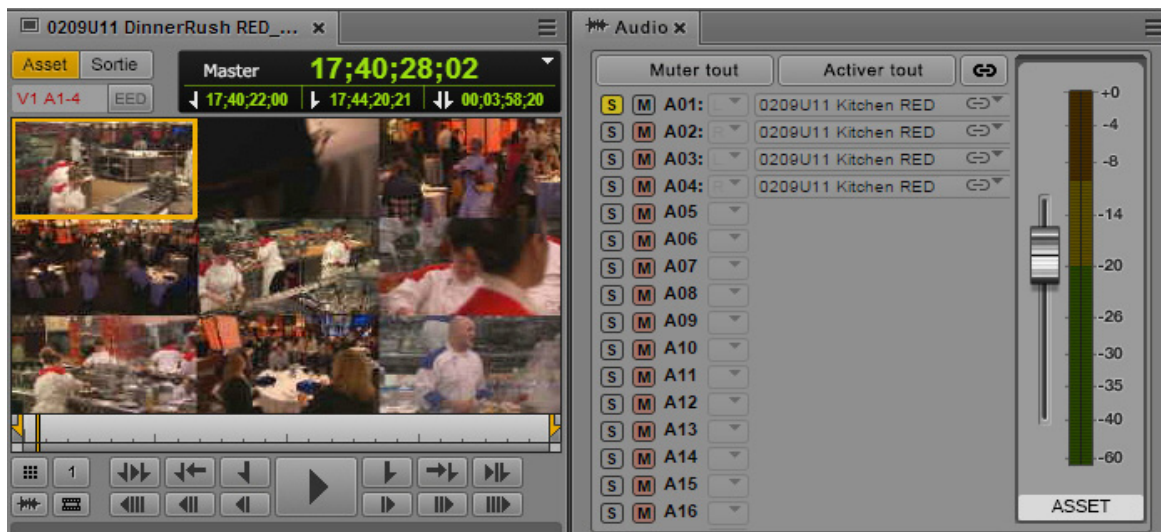 0209U11 DinnerRush RED_... x
Asset Sortie
Master 17;40;28;02
V1 A1-4 EED
17;40;22;00 17;44;20;21 00;03;58;20
1
Audio x
Muter tout Activer tout
S M A01: L 0209U11 Kitchen RED
S M A02: R 0209U11 Kitchen RED
S M A03: L 0209U11 Kitchen RED
S M A04: R 0209U11 Kitchen RED
S M A05
S M A06
S M A07
S M A08
S M A09
S M A10
S M A11
S M A12
S M A13
S M A14
S M A15
S M A16
+0
-4
-8
-14
-20
-26
-30
-35
-40
-60
ASSET